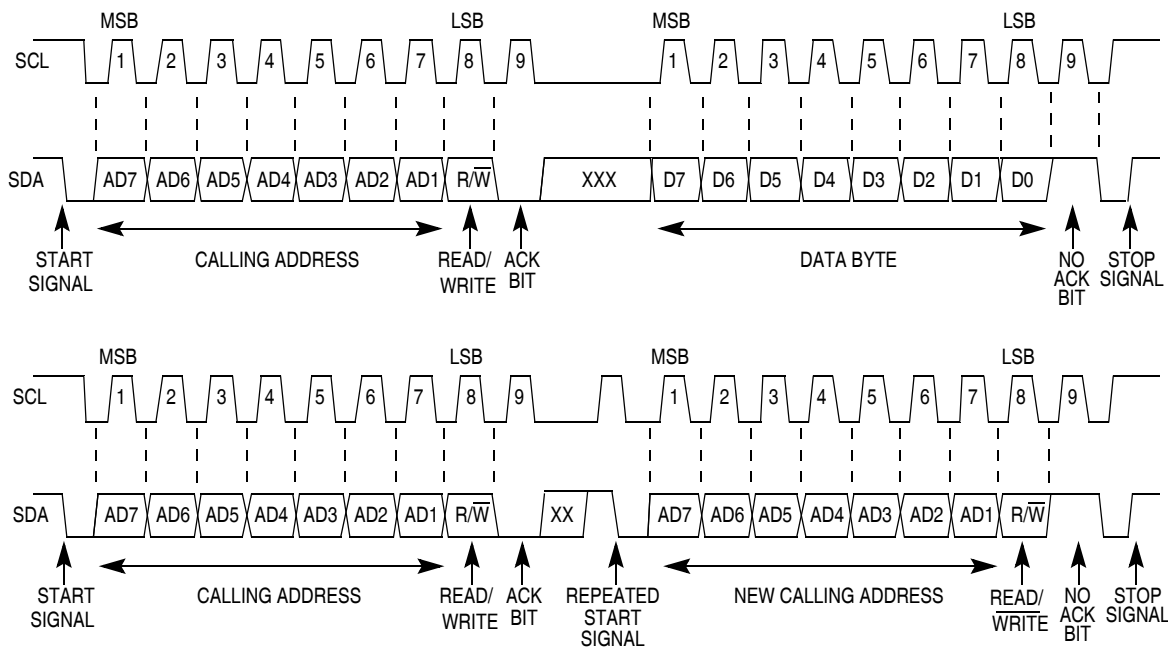 MSB LSB MSB LSB
SCL 1 2 3 4 5 6 7 8 9 1 2 3 4 5 6 7 8 9
SDA AD7 AD6 AD5 AD4 AD3 AD2 AD1 R/W̅ XXX D7 D6 D5 D4 D3 D2 D1 D0
START SIGNAL CALLING ADDRESS READ/WRITE ACK BIT DATA BYTE NO ACK BIT STOP SIGNAL
MSB LSB MSB LSB
SCL 1 2 3 4 5 6 7 8 9 1 2 3 4 5 6 7 8 9
SDA AD7 AD6 AD5 AD4 AD3 AD2 AD1 R/W̅ XX AD7 AD6 AD5 AD4 AD3 AD2 AD1 R/W̅
START SIGNAL CALLING ADDRESS READ/WRITE ACK BIT REPEATED START SIGNAL NEW CALLING ADDRESS READ/W̅R̅I̅T̅E̅ NO ACK BIT STOP SIGNAL